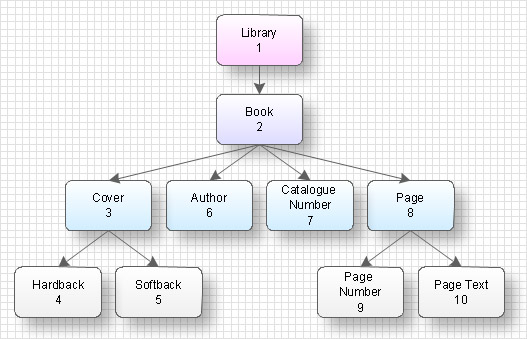 Library
1
Book
2
Cover
3
Author
6
Catalogue
Number
7
Page
8
Hardback
4
Softback
5
Page
Number
9
Page Text
10